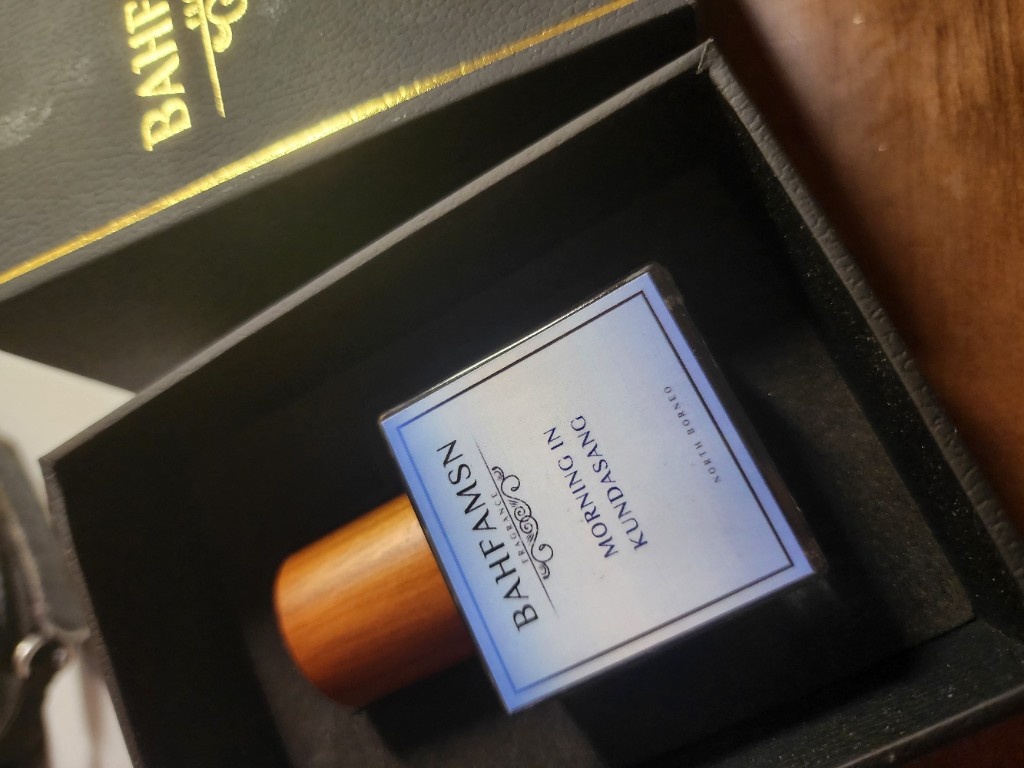 BAHF
BAHFAMSN
FRAGRANCE
MORNING IN
KUNDASANG
NORTH BORNEO